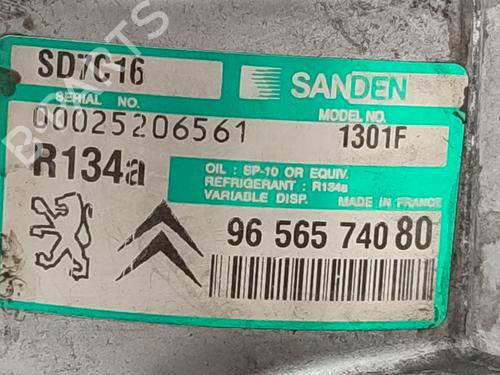 SD7C16
SANDEN
SERIAL NO.
MODEL NO.
00025206561
1301F
R134a
OIL : SP-10 OR EQUIV.
REFRIGERANT : R134a
VARIABLE DISP. MADE IN FRANCE
96 565 740 80